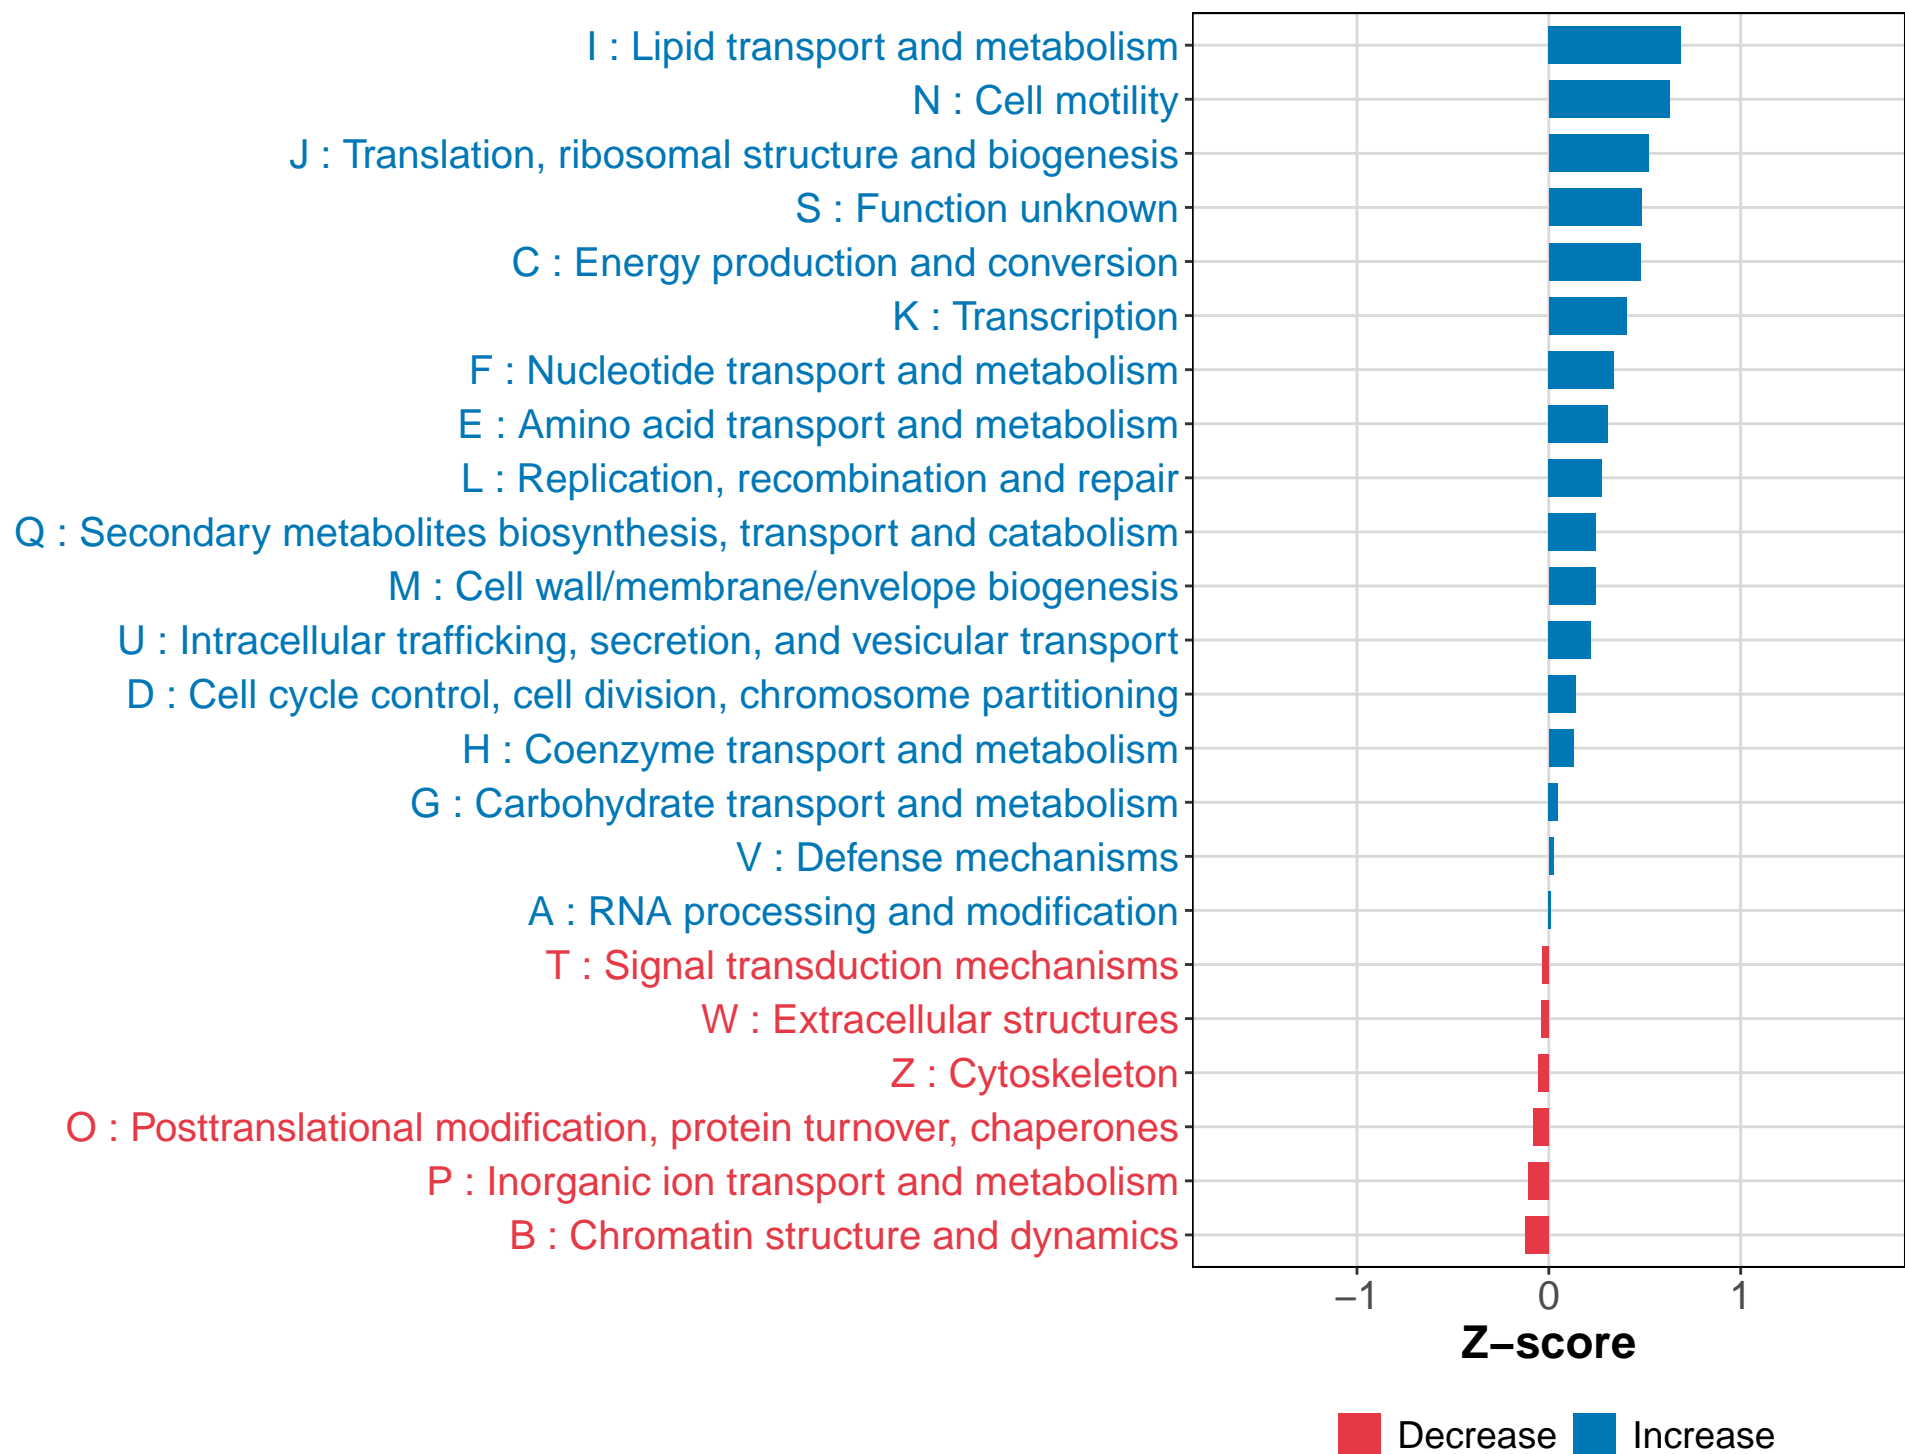 I : Lipid transport and metabolism
N : Cell motility
J : Translation, ribosomal structure and biogenesis
S : Function unknown
C : Energy production and conversion
K : Transcription
F : Nucleotide transport and metabolism
E : Amino acid transport and metabolism
L : Replication, recombination and repair
Q : Secondary metabolites biosynthesis, transport and catabolism
M : Cell wall/membrane/envelope biogenesis
U : Intracellular trafficking, secretion, and vesicular transport
D : Cell cycle control, cell division, chromosome partitioning
H : Coenzyme transport and metabolism
G : Carbohydrate transport and metabolism
V : Defense mechanisms
A : RNA processing and modification
T : Signal transduction mechanisms
W : Extracellular structures
Z : Cytoskeleton
O : Posttranslational modification, protein turnover, chaperones
P : Inorganic ion transport and metabolism
B : Chromatin structure and dynamics
−1 0 1
Z−score
Decrease Increase